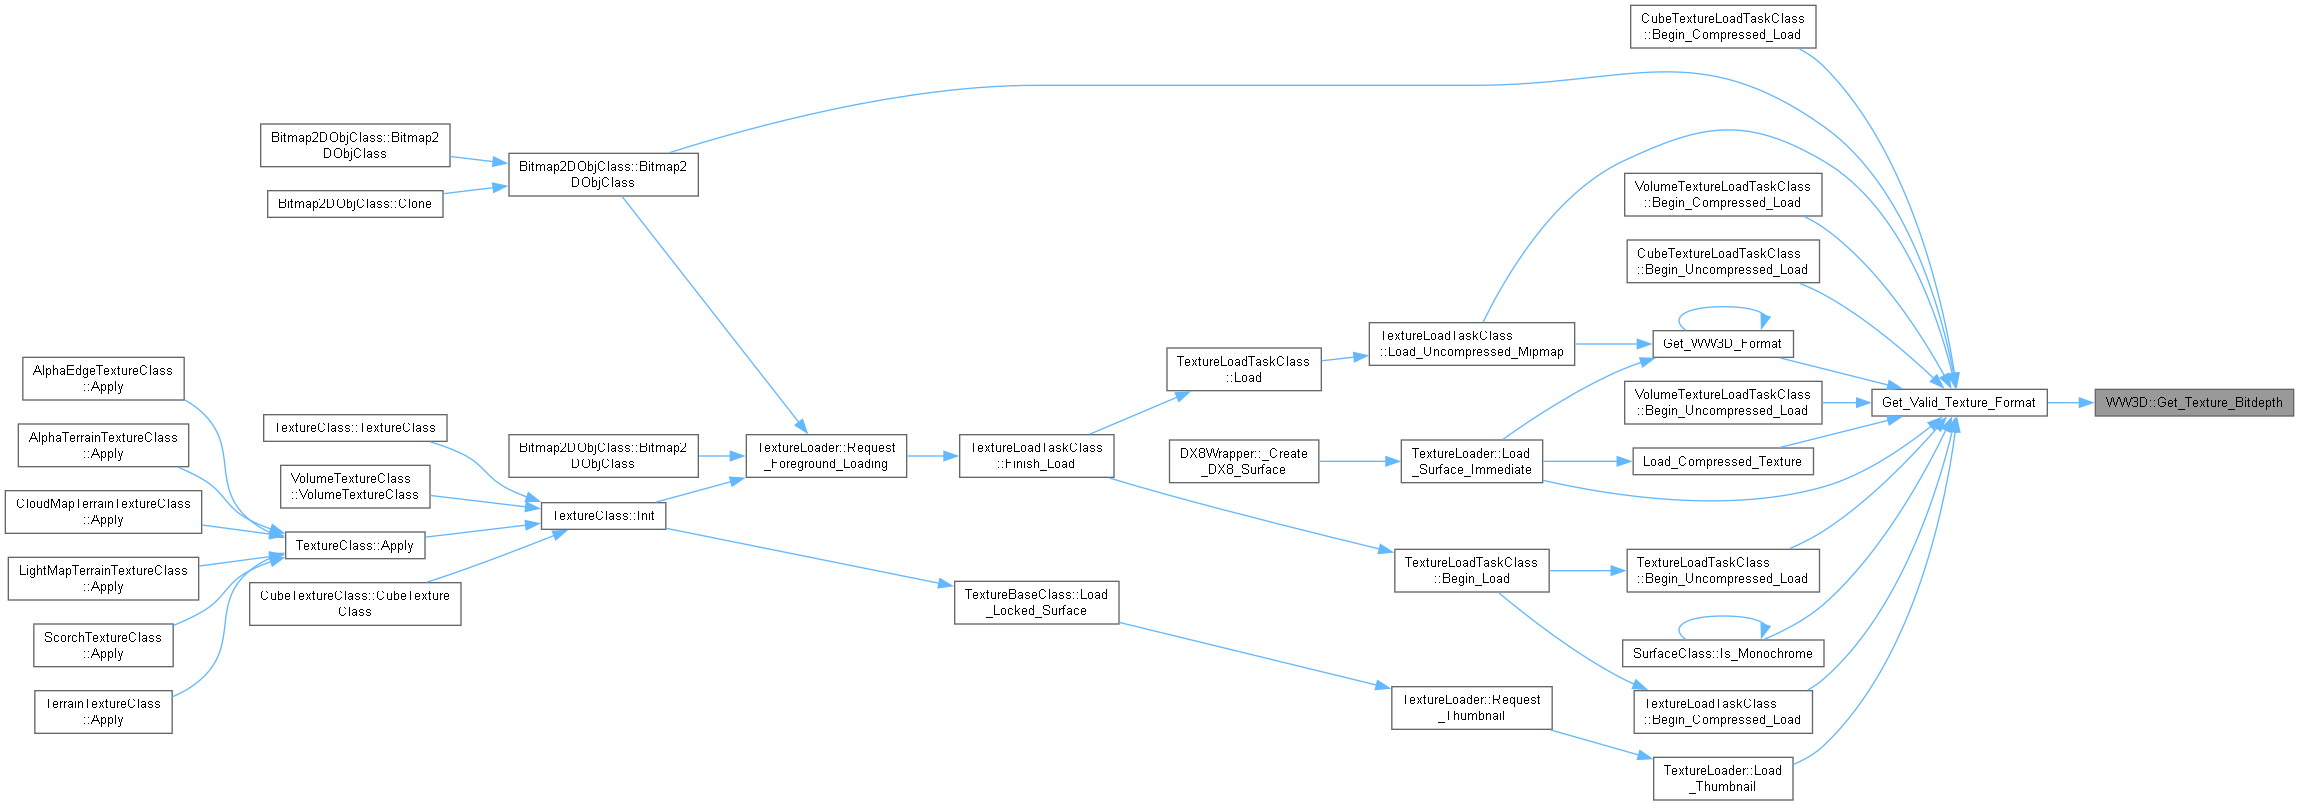 CubeTextureLoadTaskClass
::Begin_Compressed_Load
Bitmap2DObjClass::Bitmap2
DObjClass
Bitmap2DObjClass::Clone
Bitmap2DObjClass::Bitmap2
DObjClass
VolumeTextureLoadTaskClass
::Begin_Compressed_Load
CubeTextureLoadTaskClass
::Begin_Uncompressed_Load
TextureLoadTaskClass
::Load_Uncompressed_Mipmap
Get_WW3D_Format
TextureLoadTaskClass
::Load
AlphaEdgeTextureClass
::Apply
VolumeTextureLoadTaskClass
::Begin_Uncompressed_Load
Get_Valid_Texture_Format
WW3D::Get_Texture_Bitdepth
AlphaTerrainTextureClass
::Apply
TextureClass::TextureClass
Bitmap2DObjClass::Bitmap2
DObjClass
TextureLoader::Request
_Foreground_Loading
TextureLoadTaskClass
::Finish_Load
DX8Wrapper::_Create
_DX8_Surface
TextureLoader::Load
_Surface_Immediate
Load_Compressed_Texture
VolumeTextureClass
::VolumeTextureClass
CloudMapTerrainTextureClass
::Apply
TextureClass::Init
TextureClass::Apply
LightMapTerrainTextureClass
::Apply
CubeTextureClass::CubeTexture
Class
TextureBaseClass::Load
_Locked_Surface
TextureLoadTaskClass
::Begin_Load
TextureLoadTaskClass
::Begin_Uncompressed_Load
ScorchTextureClass
::Apply
SurfaceClass::Is_Monochrome
TerrainTextureClass
::Apply
TextureLoader::Request
_Thumbnail
TextureLoadTaskClass
::Begin_Compressed_Load
TextureLoader::Load
_Thumbnail